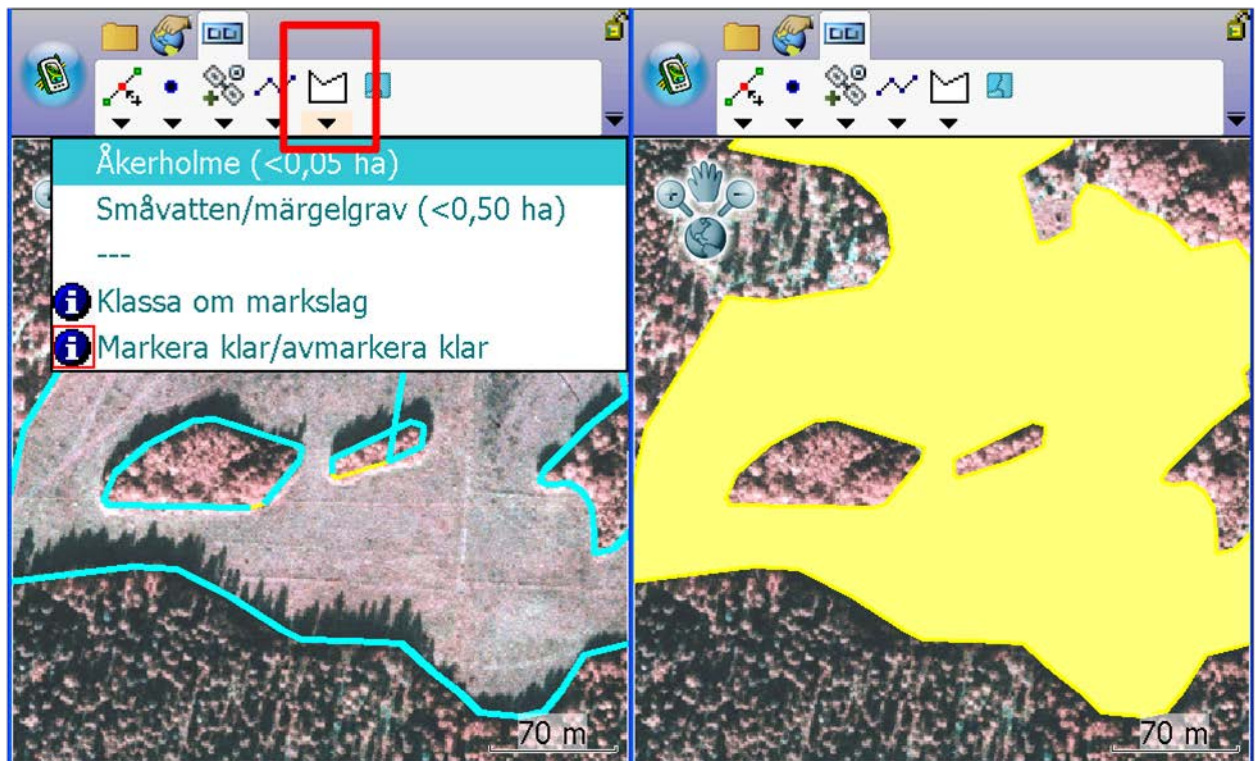 Åkerholme (<0,05 ha)
Småvatten/märgelgrav (<0,50 ha)
---
Klassa om markslag
Markera klar/avmarkera klar
70 m
70 m